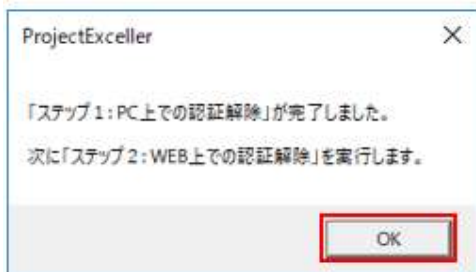 ProjectExceller
「ステップ1:PC上での認証解除」が完了しました。
次に「ステップ2:WEB上での認証解除」を実行します。
OK